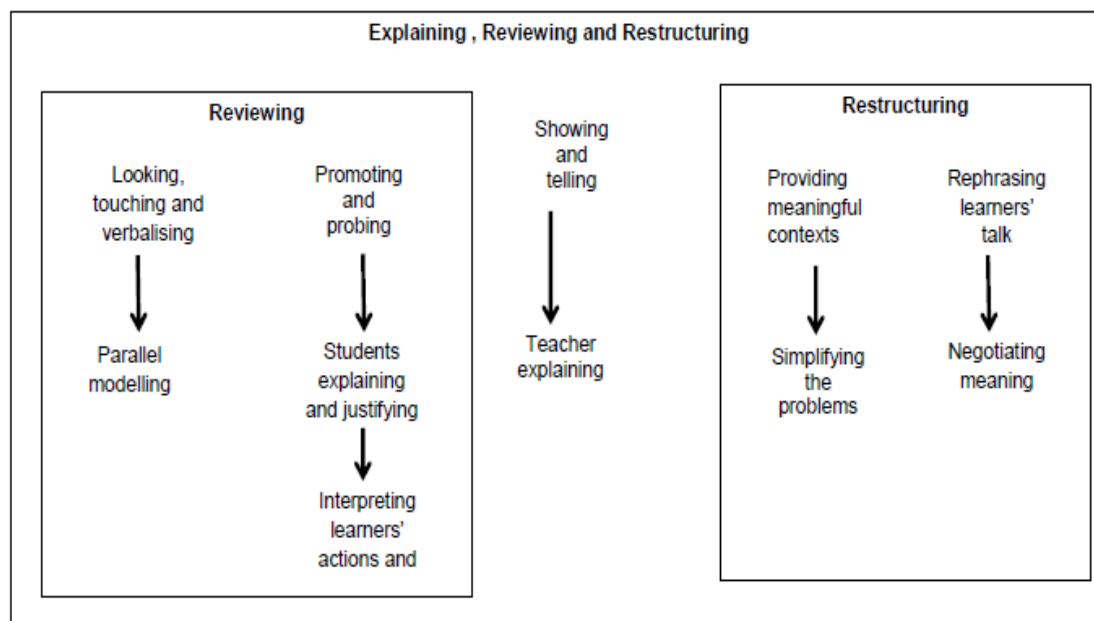 Explaining , Reviewing and Restructuring
Reviewing
Looking,
touching and
verbalising
Parallel
modelling
Promoting
and
probing
Students
explaining
and justifying
Interpreting
learners’
actions and
Showing
and
telling
Teacher
explaining
Restructuring
Providing
meaningful
contexts
Simplifying
the
problems
Rephrasing
learners’
talk
Negotiating
meaning